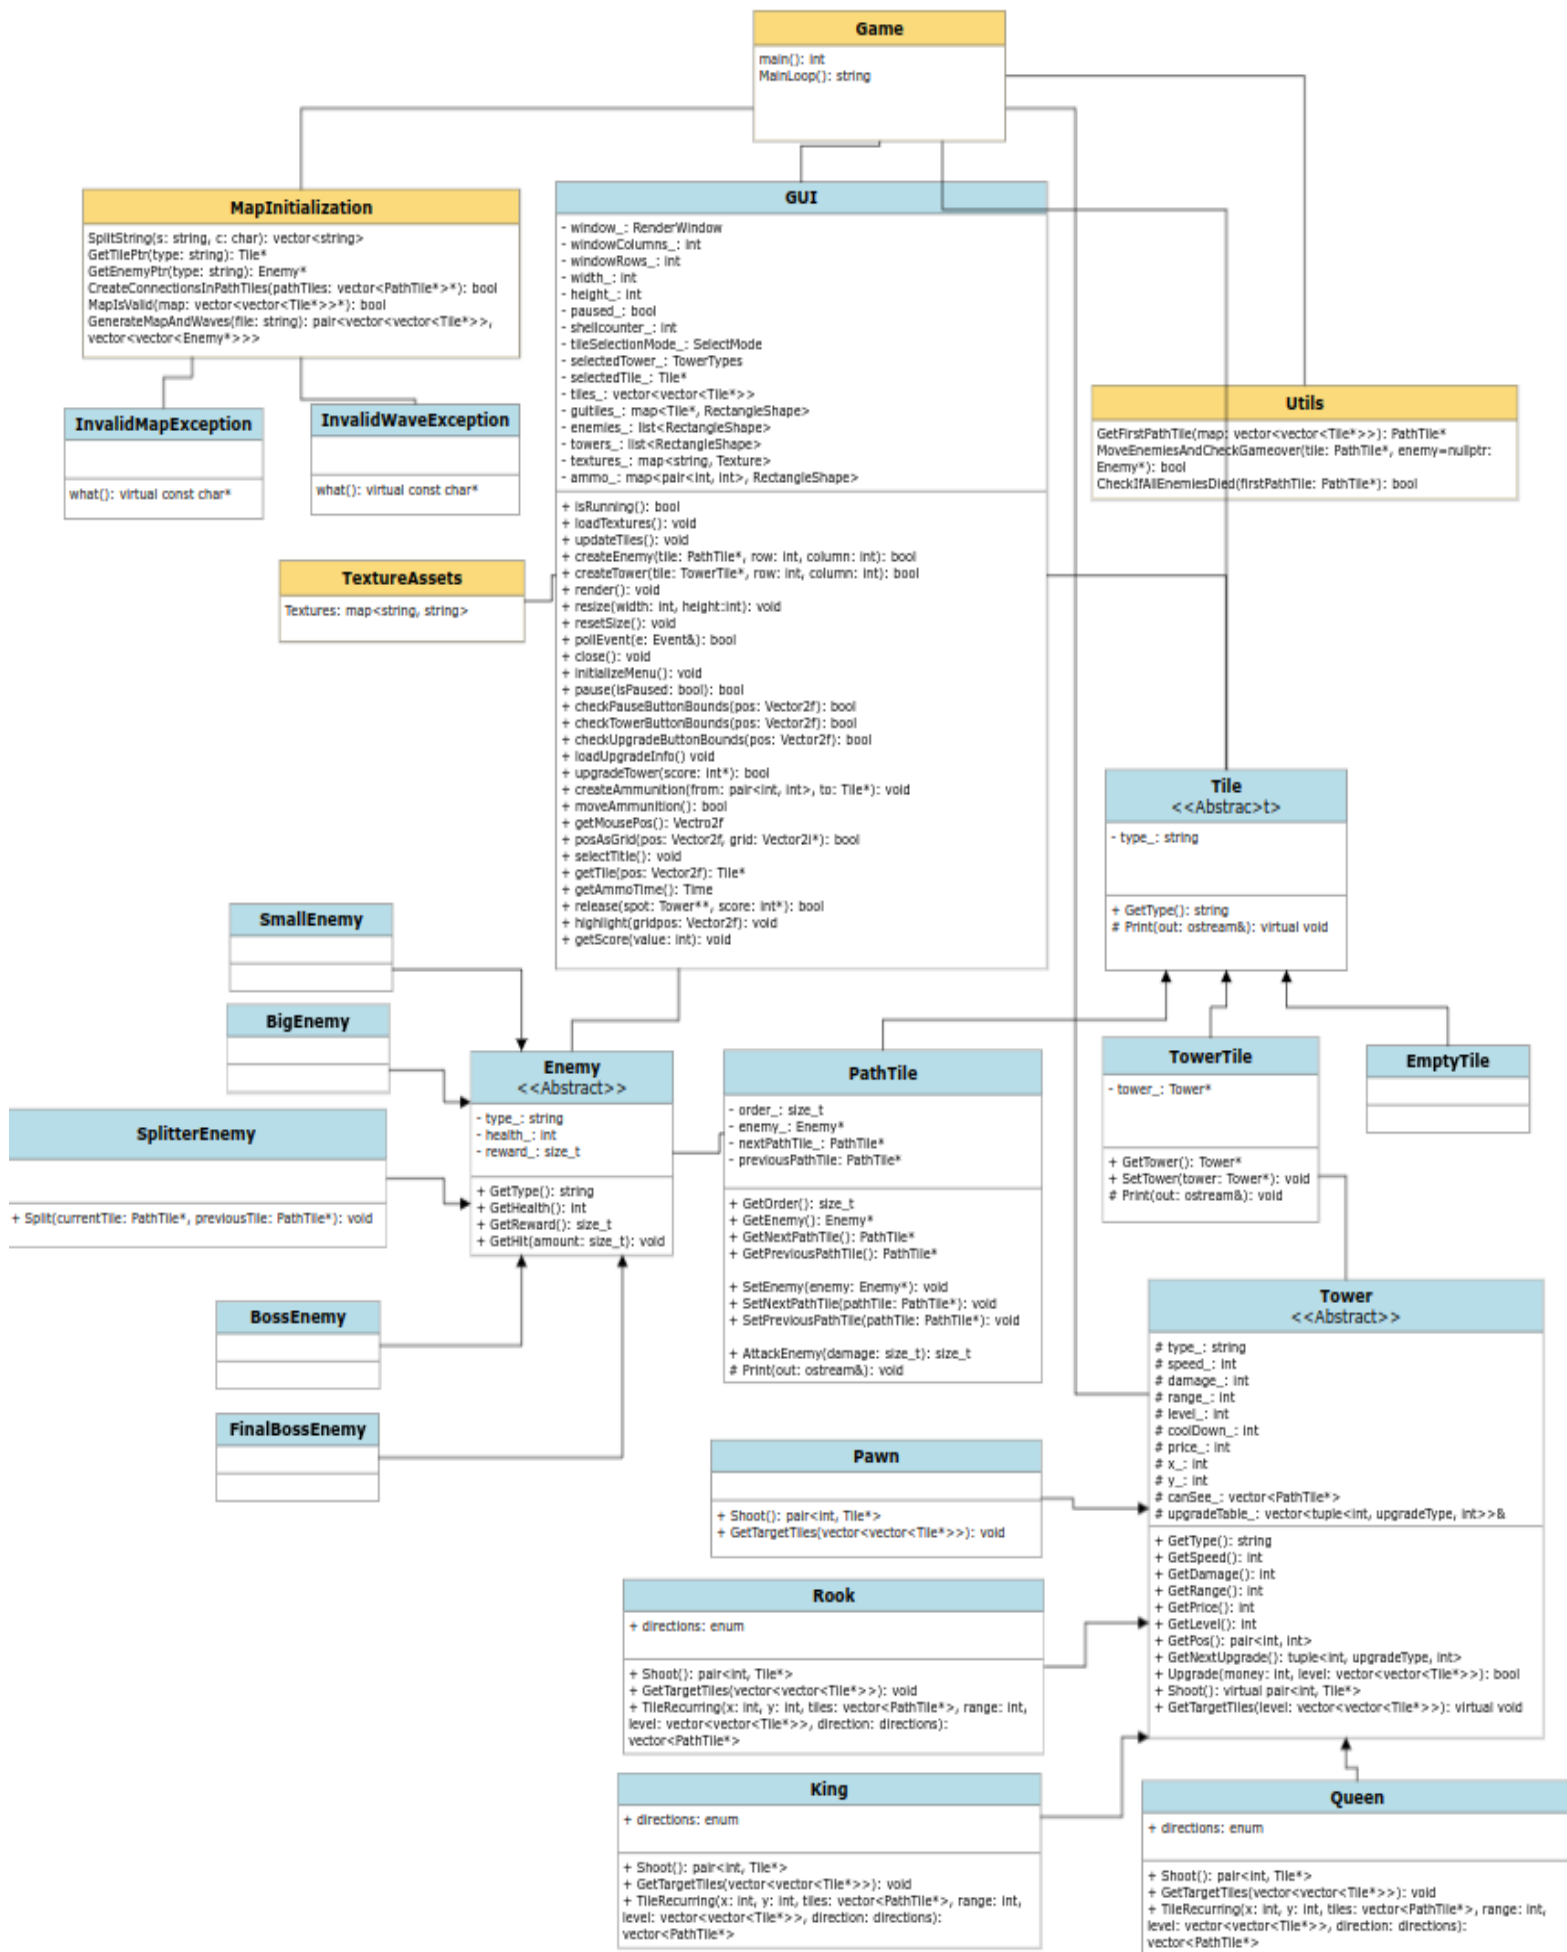 Game
main(): int
MainLoop(): string
MapInitialization
SplitString(s: string, c: char): vector<string>
GetTilePtr(type: string): Tile*
GetEnemyPtr(type: string): Enemy*
CreateConnectionsInPathTiles(pathTiles: vector<PathTile*>*): bool
MapIsValid(map: vector<vector<Tile*>>*): bool
GenerateMapAndWaves(file: string): pair<vector<vector<Tile*>>,
vector<vector<Enemy*>>>
InvalidMapException
what(): virtual const char*
InvalidWaveException
what(): virtual const char*
TextureAssets
Textures: map<string, string>
GUI
- window_: RenderWindow
- windowColumns_: int
- windowRows_: int
- width_: int
- height_: int
- paused_: bool
- shellcounter_: int
- tileSelectionMode_: SelectMode
- selectedTower_: TowerTypes
- selectedTile_: Tile*
- tiles_: vector<vector<Tile*>>
- guitiles_: map<Tile*, RectangleShape>
- enemies_: list<RectangleShape>
- towers_: list<RectangleShape>
- textures_: map<string, Texture>
- ammo_: map<pair<int, int>, RectangleShape>
+ isRunning(): bool
+ loadTextures(): void
+ updateTiles(): void
+ createEnemy(tile: PathTile*, row: int, column: int): bool
+ createTower(tile: TowerTile*, row: int, column: int): bool
+ render(): void
+ resize(width: int, height:int): void
+ resetSize(): void
+ pollEvent(e: Event&): bool
+ close(): void
+ initializeMenu(): void
+ pause(isPaused: bool): bool
+ checkPauseButtonBounds(pos: Vector2f): bool
+ checkTowerButtonBounds(pos: Vector2f): bool
+ checkUpgradeButtonBounds(pos: Vector2f): bool
+ loadUpgradeInfo() void
+ upgradeTower(score: int*): bool
+ createAmmunition(from: pair<int, int>, to: Tile*): void
+ moveAmmunition(): bool
+ getMousePos(): Vectro2f
+ posAsGrid(pos: Vector2f, grid: Vector2i*): bool
+ selectTitle(): void
+ getTile(pos: Vector2f): Tile*
+ getAmmoTime(): Time
+ release(spot: Tower**, score: int*): bool
+ highlight(gridpos: Vector2f): void
+ getScore(value: int): void
Utils
GetFirstPathTile(map: vector<vector<Tile*>>): PathTile*
MoveEnemiesAndCheckGameover(tile: PathTile*, enemy=nullptr:
Enemy*): bool
CheckIfAllEnemiesDied(firstPathTile: PathTile*): bool
Tile
<<Abstrac>t>
- type_: string
+ GetType(): string
# Print(out: ostream&): virtual void
SmallEnemy
BigEnemy
SplitterEnemy
+ Split(currentTile: PathTile*, previousTile: PathTile*): void
BossEnemy
FinalBossEnemy
Enemy
<<Abstract>>
- type_: string
- health_: int
- reward_: size_t
+ GetType(): string
+ GetHealth(): int
+ GetReward(): size_t
+ GetHit(amount: size_t): void
PathTile
- order_: size_t
- enemy_: Enemy*
- nextPathTile_: PathTile*
- previousPathTile: PathTile*
+ GetOrder(): size_t
+ GetEnemy(): Enemy*
+ GetNextPathTile(): PathTile*
+ GetPreviousPathTile(): PathTile*
+ SetEnemy(enemy: Enemy*): void
+ SetNextPathTile(pathTile: PathTile*): void
+ SetPreviousPathTile(pathTile: PathTile*): void
+ AttackEnemy(damage: size_t): size_t
# Print(out: ostream&): void
TowerTile
- tower_: Tower*
+ GetTower(): Tower*
+ SetTower(tower: Tower*): void
# Print(out: ostream&): void
EmptyTile
Tower
<<Abstract>>
# type_: string
# speed_: int
# damage_: int
# range_: int
# level_: int
# coolDown_: int
# price_: int
# x_: int
# y_: int
# canSee_: vector<PathTile*>
# upgradeTable_: vector<tuple<int, upgradeType, int>>&
+ GetType(): string
+ GetSpeed(): int
+ GetDamage(): int
+ GetRange(): int
+ GetPrice(): int
+ GetLevel(): int
+ GetPos(): pair<int, int>
+ GetNextUpgrade(): tuple<int, upgradeType, int>
+ Upgrade(money: int, level: vector<vector<Tile*>>): bool
+ Shoot(): virtual pair<int, Tile*>
+ GetTargetTiles(level: vector<vector<Tile*>>): virtual void
Pawn
+ Shoot(): pair<int, Tile*>
+ GetTargetTiles(vector<vector<Tile*>>): void
Rook
+ directions: enum
+ Shoot(): pair<int, Tile*>
+ GetTargetTiles(vector<vector<Tile*>>): void
+ TileRecurring(x: int, y: int, tiles: vector<PathTile*>, range: int,
level: vector<vector<Tile*>>, direction: directions):
vector<PathTile*>
King
+ directions: enum
+ Shoot(): pair<int, Tile*>
+ GetTargetTiles(vector<vector<Tile*>>): void
+ TileRecurring(x: int, y: int, tiles: vector<PathTile*>, range: int,
level: vector<vector<Tile*>>, direction: directions):
vector<PathTile*>
Queen
+ directions: enum
+ Shoot(): pair<int, Tile*>
+ GetTargetTiles(vector<vector<Tile*>>): void
+ TileRecurring(x: int, y: int, tiles: vector<PathTile*>, range: int,
level: vector<vector<Tile*>>, direction: directions):
vector<PathTile*>